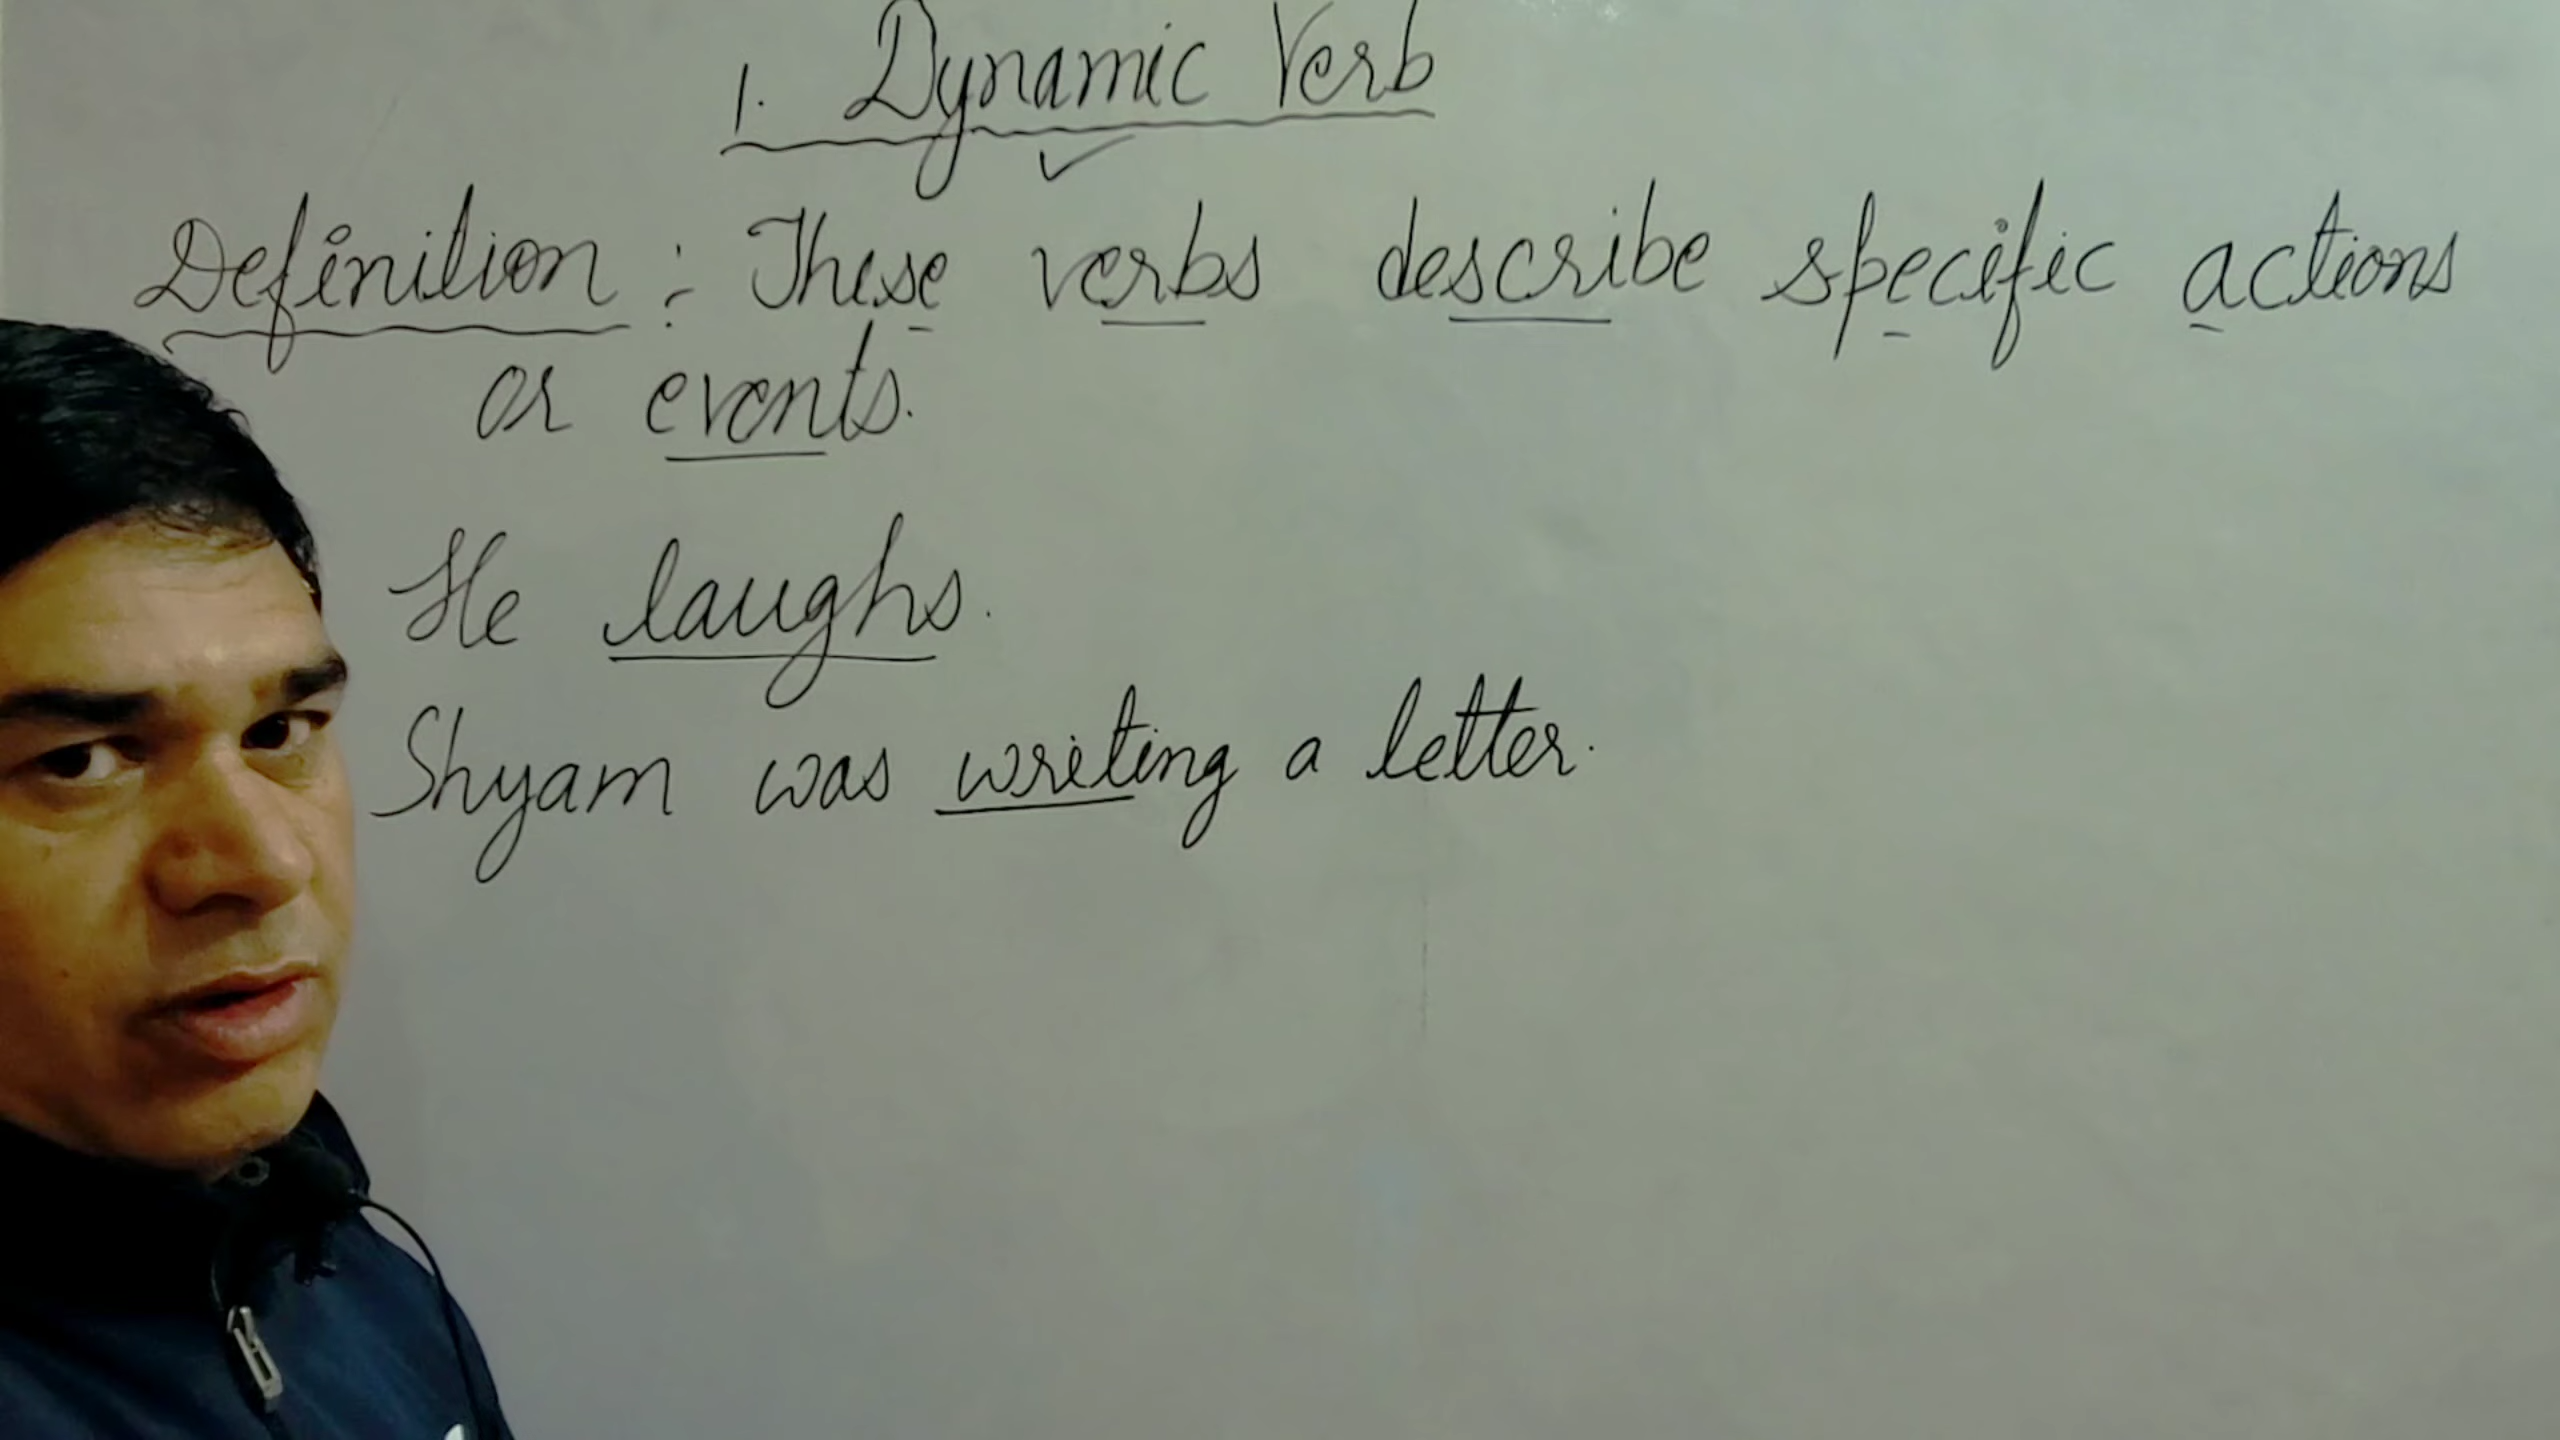 1. Dynamic Verb
Definition : These verbs describe specific actions
or events.
He laughs.
Shyam was writing a letter.